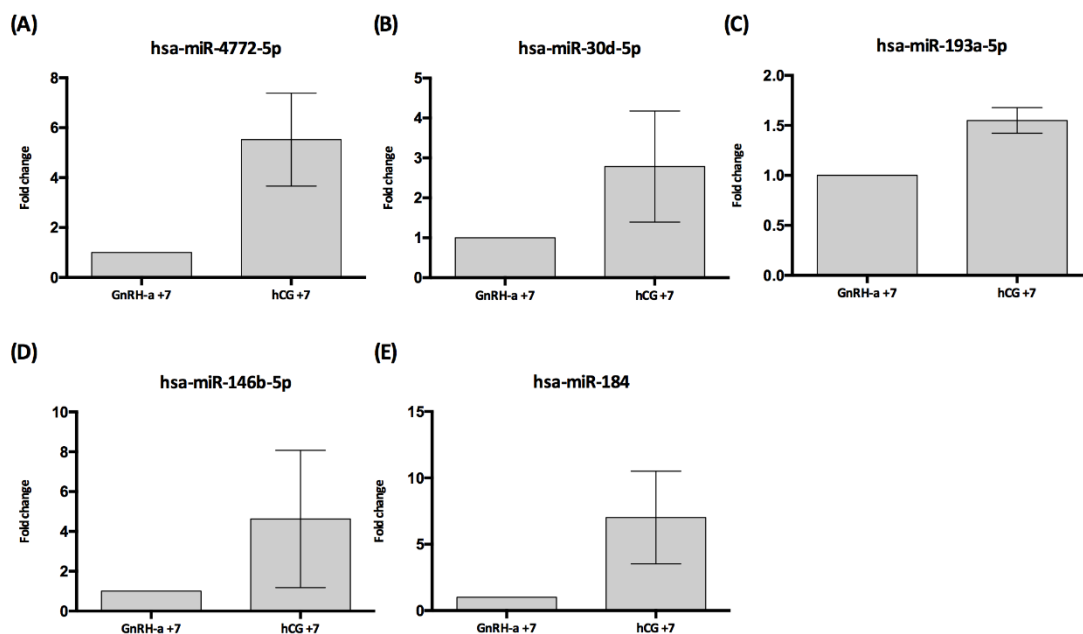 (A)
hsa-miR-4772-5p
Fold change
8
6
4
2
0
GnRH-a +7
hCG +7
(B)
hsa-miR-30d-5p
Fold change
5
4
3
2
1
0
GnRH-a +7
hCG +7
(C)
hsa-miR-193a-5p
Fold change
2.0
1.5
1.0
0.5
0.0
GnRH-a +7
hCG +7
(D)
hsa-miR-146b-5p
Fold change
10
8
6
4
2
0
GnRH-a +7
hCG +7
(E)
hsa-miR-184
Fold change
15
10
5
0
GnRH-a +7
hCG +7